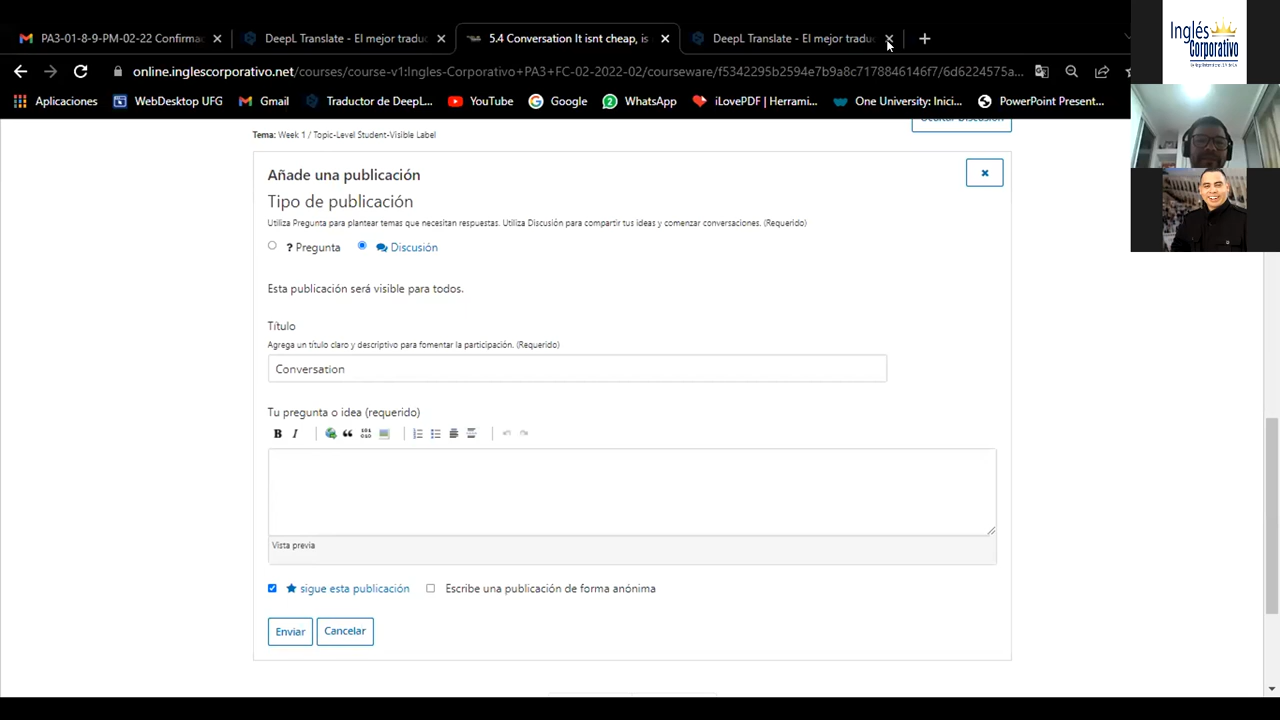 PA3-01-8-9-PM-02-22 Confirma
DeepL Translate - El mejor traduc
5.4 Conversation It isnt cheap, is
DeepL Translate - El mejor traduc
online.inglescorporativo.net/courses/course-v1:Ingles-Corporativo+PA3+FC-02-2022-02/courseware/f5342295b2594e7b9a8c7178846146f7/6d6224575a...
Aplicaciones
WebDesktop UFG
Gmail
Traductor de DeepL...
YouTube
Google
WhatsApp
iLovePDF | Herrami...
One University: Inici...
PowerPoint Present...
Inglés
Corporativo
Tema: Week 1 / Topic-Level Student-Visible Label
Ocultar Discusión
Añade una publicación
Tipo de publicación
Utiliza Pregunta para plantear temas que necesitan respuestas. Utiliza Discusión para compartir tus ideas y comenzar conversaciones. (Requerido)
? Pregunta
Discusión
Esta publicación será visible para todos.
Título
Agrega un título claro y descriptivo para fomentar la participación. (Requerido)
Conversation
Tu pregunta o idea (requerido)
B I
Vista previa
sigue esta publicación
Escribe una publicación de forma anónima
Enviar
Cancelar